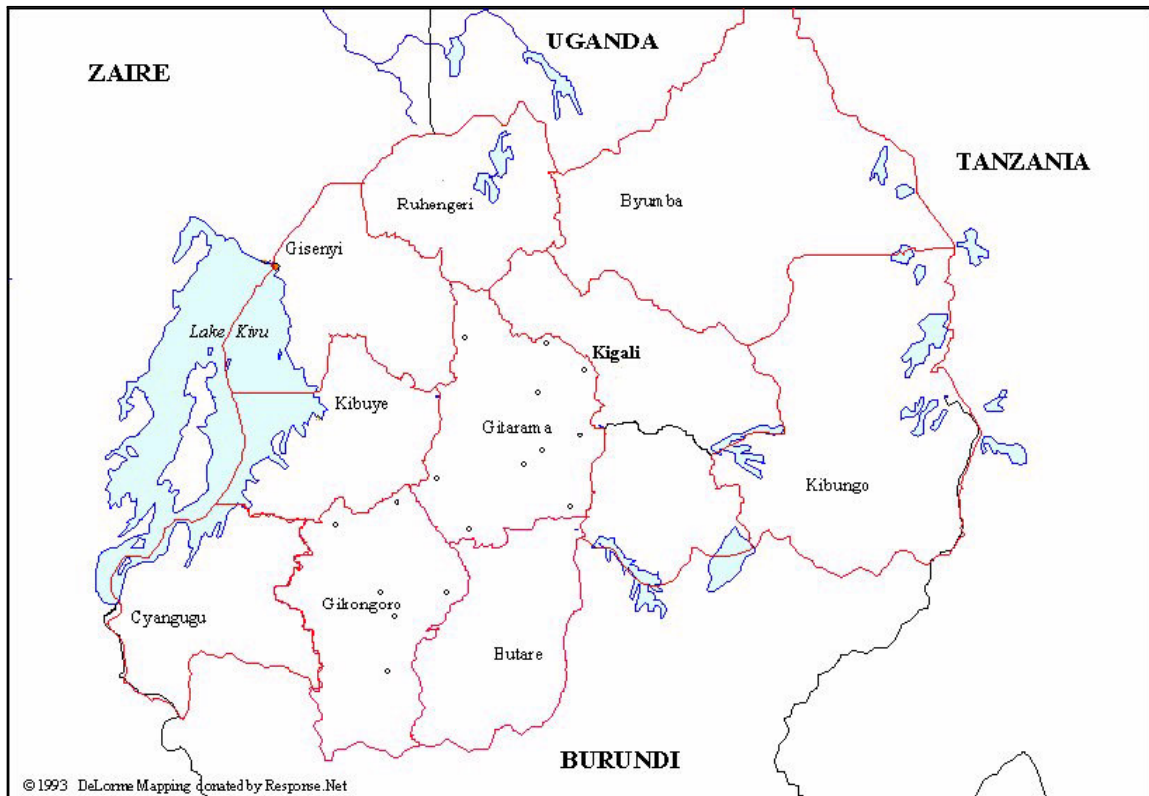 UGANDA
ZAIRE
TANZANIA
Ruhengeri
Byumba
Gisenyi
Lake Kivu
Kigali
Kibuye
Gitarama
Kibungo
Gikongoro
Cyangugu
Butare
BURUNDI
© 1993 DeLorme Mapping donated by Response.Net